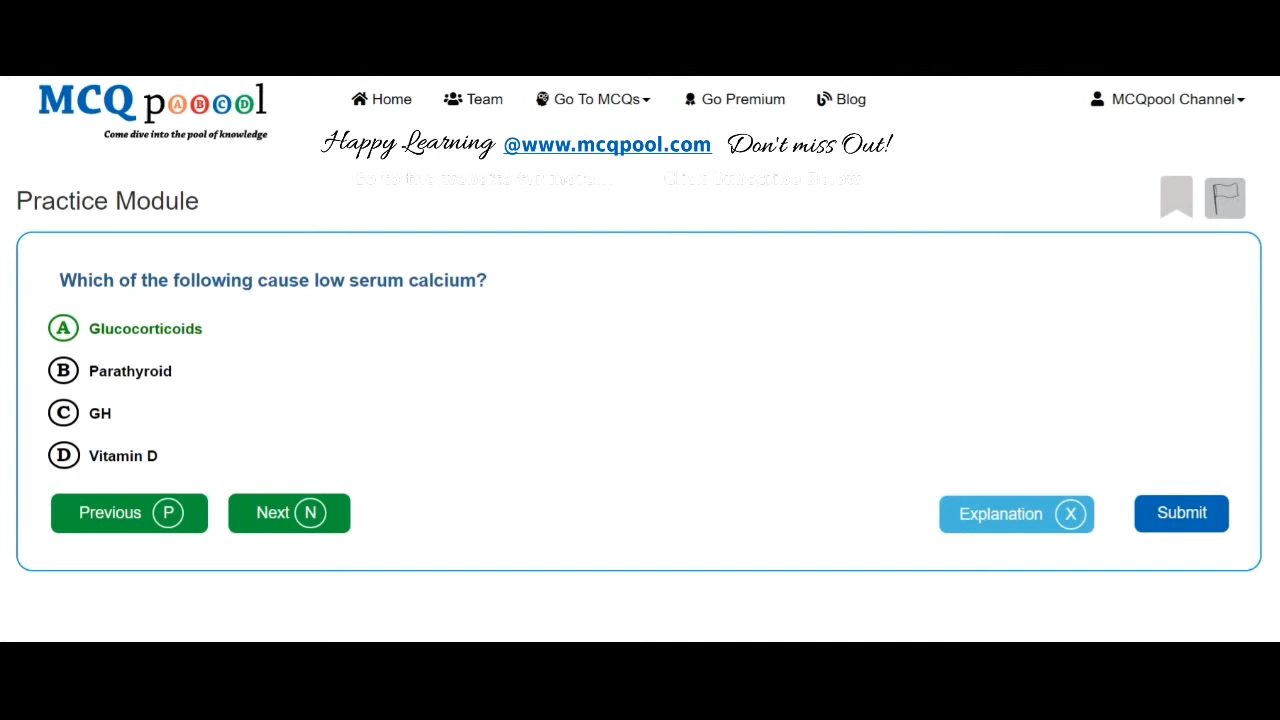 MCQ pooool
Come dive into the pool of knowledge
Home Team Go To MCQs Go Premium Blog MCQpool Channel
Happy Learning @www.mcqpool.com Don't miss Out!
Practice Module
Which of the following cause low serum calcium?
A Glucocorticoids
B Parathyroid
C GH
D Vitamin D
Previous P Next N Explanation X Submit